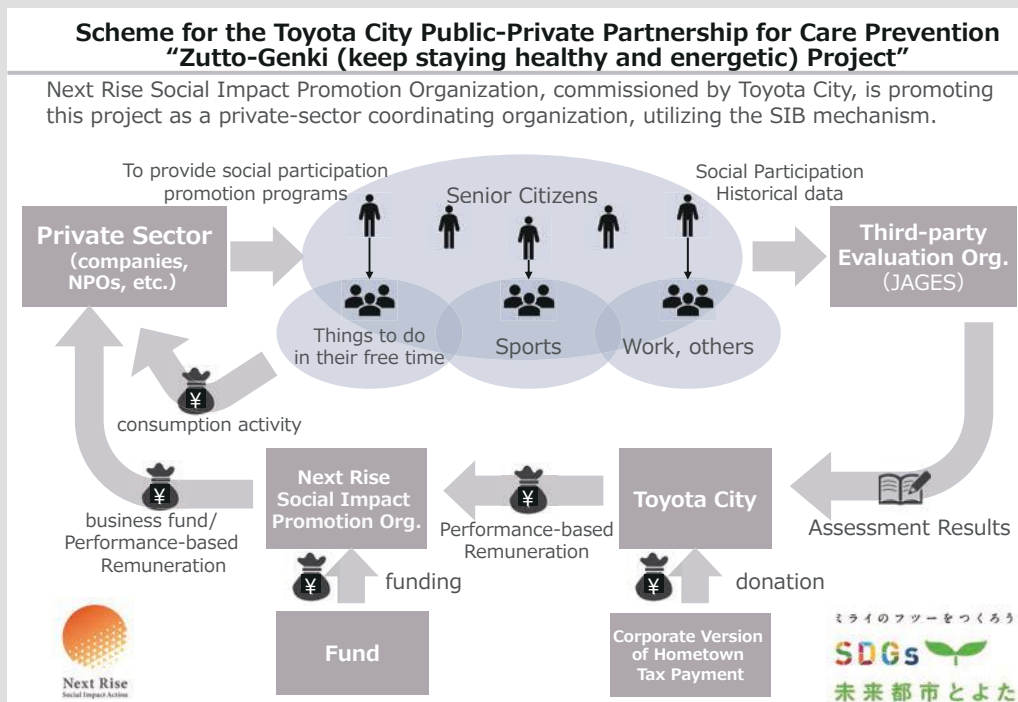 Scheme for the Toyota City Public-Private Partnership for Care Prevention
“Zutto-Genki (keep staying healthy and energetic) Project”
Next Rise Social Impact Promotion Organization, commissioned by Toyota City, is promoting
this project as a private-sector coordinating organization, utilizing the SIB mechanism.
To provide social participation
promotion programs
Senior Citizens
Social Participation
Historical data
Private Sector
(companies,
NPOs, etc.)
Third-party
Evaluation Org.
(JAGES)
Things to do
in their free time
Sports
Work, others
¥
consumption activity
Next Rise
Social Impact
Promotion Org.
Toyota City
¥
¥
business fund/
Performance-based
Remuneration
Performance-based
Remuneration
Assessment Results
¥
funding
¥
donation
Fund
Corporate Version
of Hometown
Tax Payment
Next Rise
Social Impact Action
ミライのフツーをつくろう
SDGs
未来都市とよた